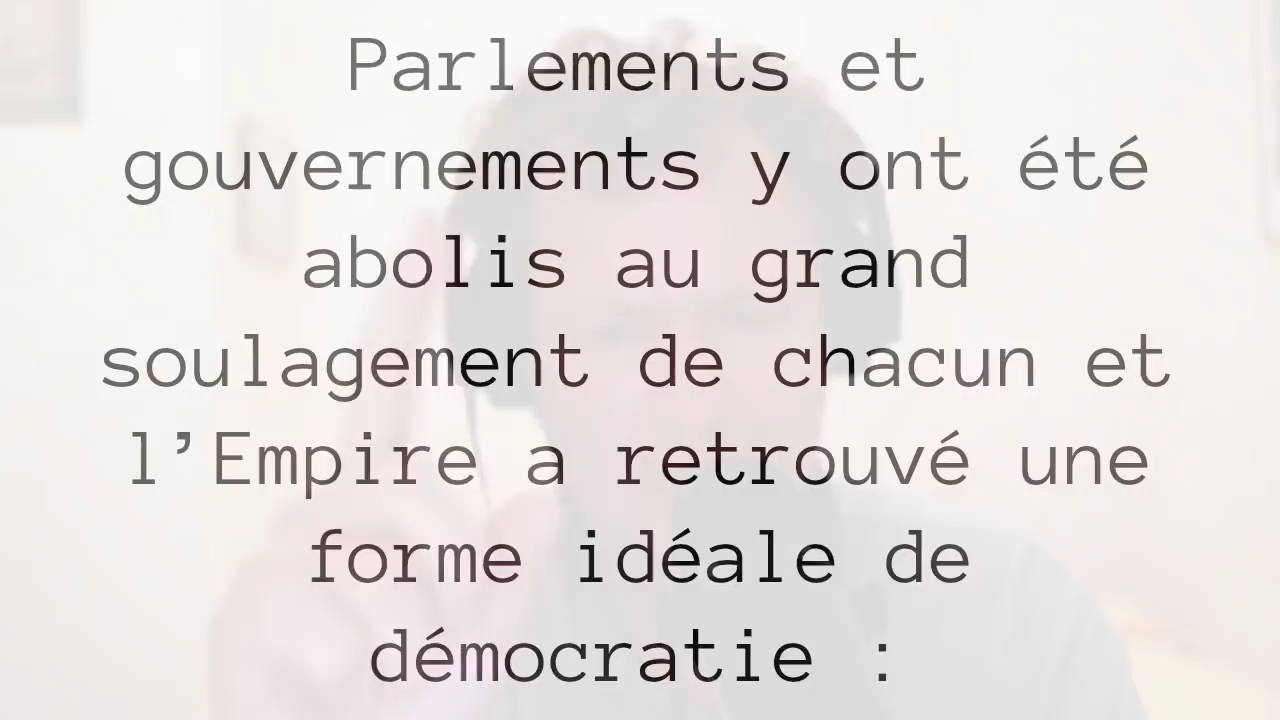 Parlements et
gouvernements y ont été
abolis au grand
soulagement de chacun et
l’Empire a retrouvé une
forme idéale de
démocratie :